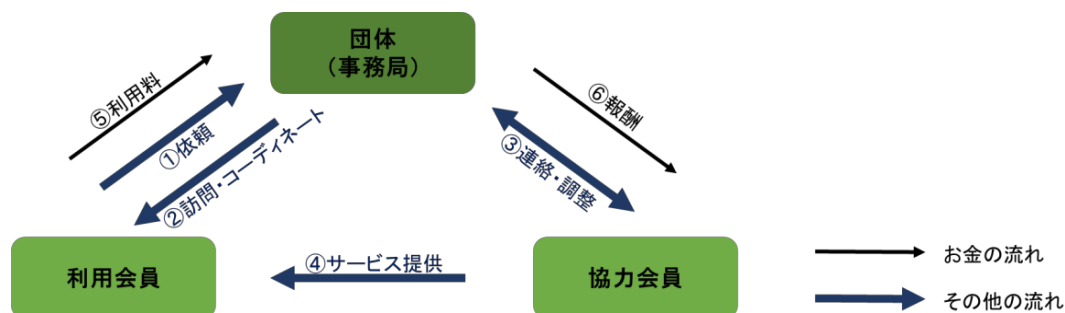 団体
（事務局）
⑤利用料
①依頼
②訪問・コーディネート
⑥報酬
③連絡・調整
利用会員
④サービス提供
協力会員
お金の流れ
その他の流れ